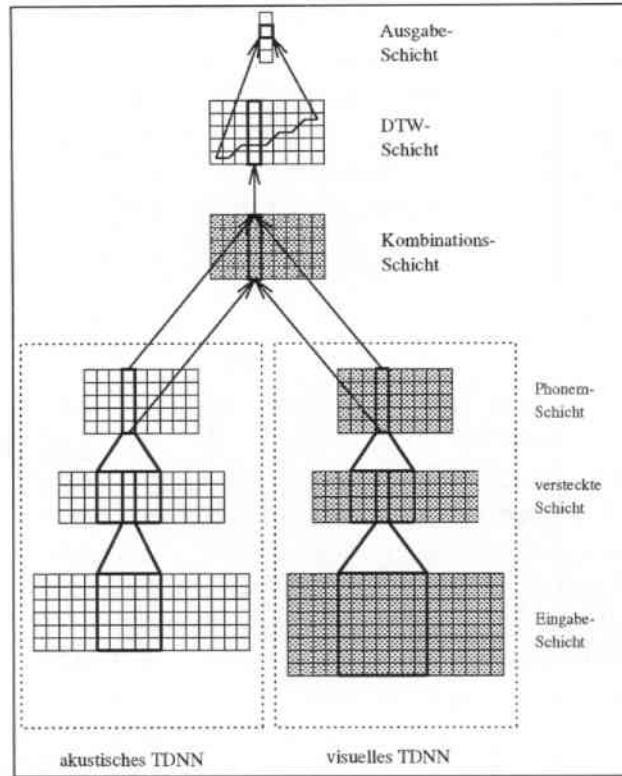 Ausgabe-
Schicht
DTW-
Schicht
Kombinations-
Schicht
Phonem-
Schicht
versteckte
Schicht
Eingabe-
Schicht
akustisches TDNN
visuelles TDNN